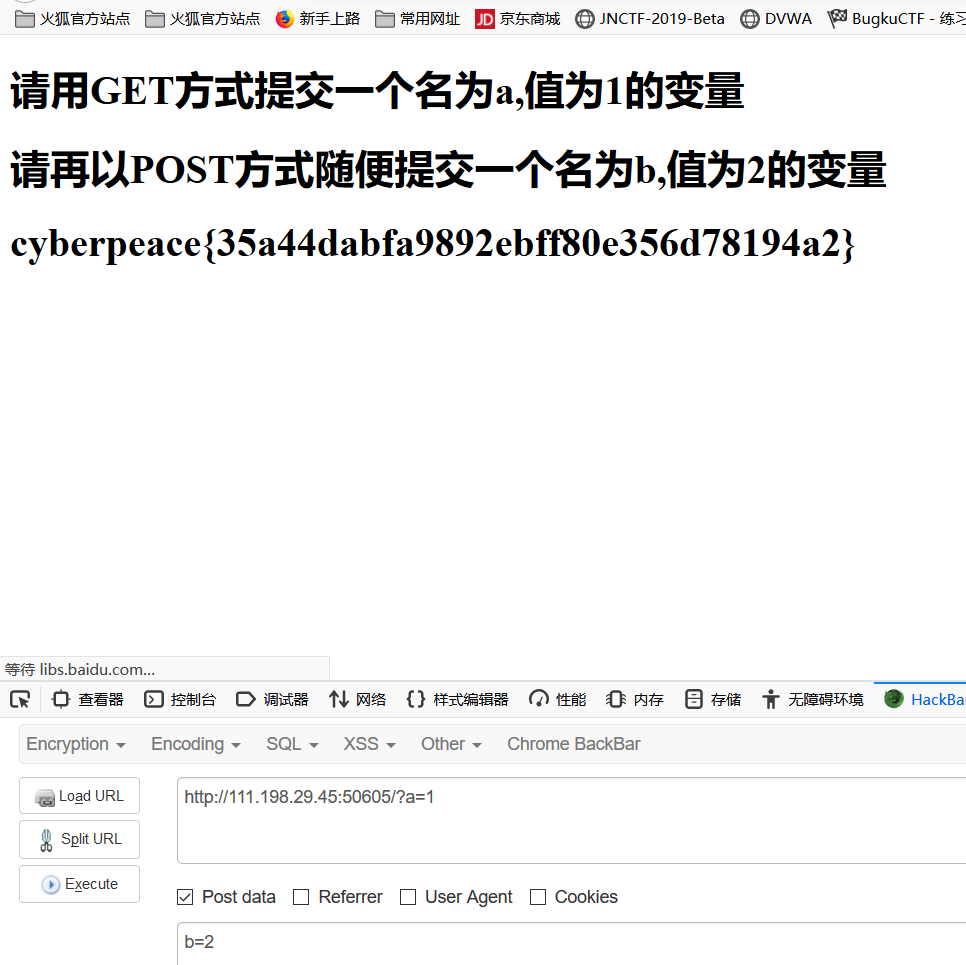 火狐官方站点 火狐官方站点 新手上路 常用网址 JD 京东商城 JNCTF-2019-Beta DVWA BugkuCTF - 练习
请用GET方式提交一个名为a,值为1的变量
请再以POST方式随便提交一个名为b,值为2的变量
cyberpeace{35a44dabfa9892ebff80e356d78194a2}
等待 libs.baidu.com...
查看器 控制台 调试器 网络 样式编辑器 性能 内存 存储 无障碍环境 HackBa
Encryption Encoding SQL XSS Other Chrome BackBar
Load URL http://111.198.29.45:50605/?a=1
Split URL
Execute
Post data Referrer User Agent Cookies
b=2